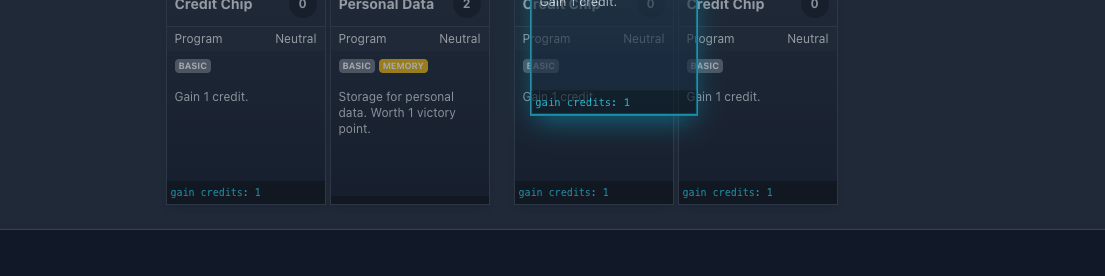 Credit Chip 0
Program Neutral
BASIC
Gain 1 credit.
gain credits: 1
Personal Data 2
Program Neutral
BASIC MEMORY
Storage for personal
data. Worth 1 victory
point.
Credit Chip 0
Program Neutral
BASIC
Gain 1 credit.
gain credits: 1
Gain 1 credit.
gain credits: 1
Credit Chip 0
Program Neutral
BASIC
Gain 1 credit.
gain credits: 1